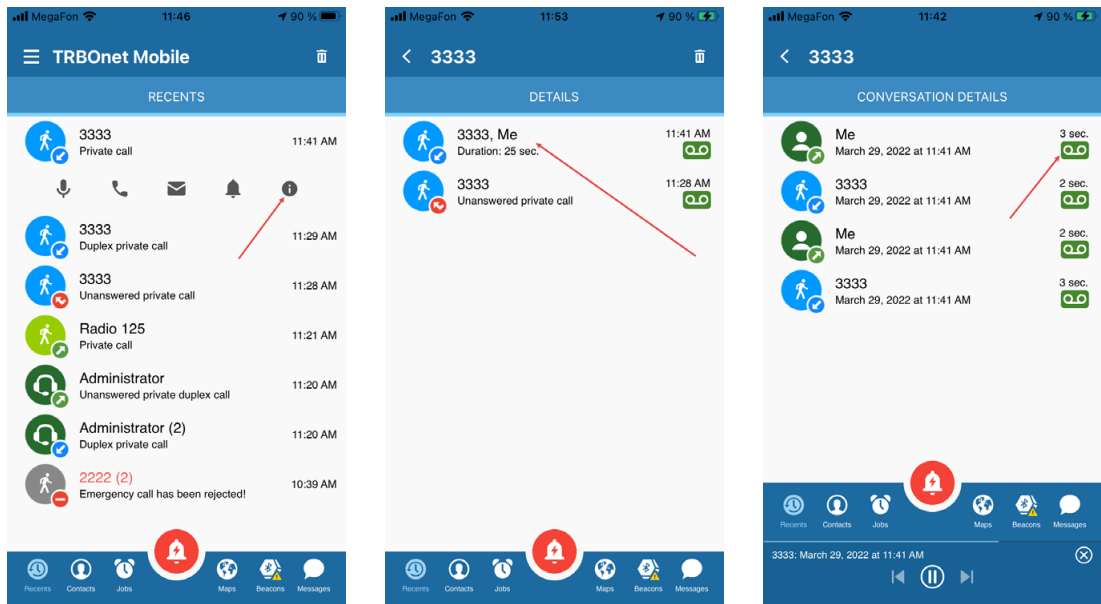 MegaFon 11:46 90 %
TRBOnet Mobile
RECENTS
3333
Private call
11:41 AM
3333
Duplex private call
11:29 AM
3333
Unanswered private call
11:28 AM
Radio 125
Private call
11:21 AM
Administrator
Unanswered private duplex call
11:20 AM
Administrator (2)
Duplex private call
11:20 AM
2222 (2)
Emergency call has been rejected!
10:39 AM
Recents Contacts Jobs Maps Beacons Messages
MegaFon 11:53 90 %
3333
DETAILS
3333, Me
Duration: 25 sec.
11:41 AM
3333
Unanswered private call
11:28 AM
Recents Contacts Jobs Maps Beacons Messages
MegaFon 11:42 90 %
3333
CONVERSATION DETAILS
Me
March 29, 2022 at 11:41 AM
3 sec.
3333
March 29, 2022 at 11:41 AM
2 sec.
Me
March 29, 2022 at 11:41 AM
2 sec.
3333
March 29, 2022 at 11:41 AM
3 sec.
Recents Contacts Jobs Maps Beacons Messages
3333: March 29, 2022 at 11:41 AM